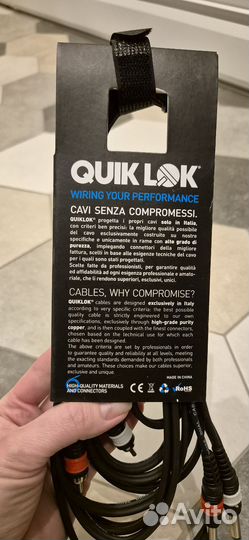 QUIK LOK®
WIRING YOUR PERFORMANCE
CAVI SENZA COMPROMESSI.
QUIKLOK® progetta i propri cavi solo in Italia,
con criteri ben precisi: la migliore qualità possibile
del cavo esclusivamente costruito su nostre
specifiche e unicamente in rame con alto grado di
purezza, impiegando connettori della migliore
fattura, scelti in base alle esigenze tecniche del cavo
per i quali sono stati progettati.
Scelte fatte da professionisti, per garantire qualità
ed affidabilità ad ogni esigenza professionale e amato-
riale, che li rendono superiori, esclusivi, unici.
CABLES, WHY COMPROMISE?
QUIKLOK® cables are designed exclusively in Italy
according to very specific criteria: the best possible
quality cable is strictly engineered to our own
specifications, exclusively through high-grade purity
copper, and is then coupled with the finest connectors,
chosen depending on the technical use for which each
cable has been designed.
The above criteria are set by professionals in order
to guarantee quality and reliability at all levels, meeting
the exacting standards demanded by both professionals
and amateurs. These choices make our cables superior,
exclusive and unique.
MADE IN CHINA
HIGH-QUALITY MATERIALS
AND CONNECTORS
CE
RoHS
Avito